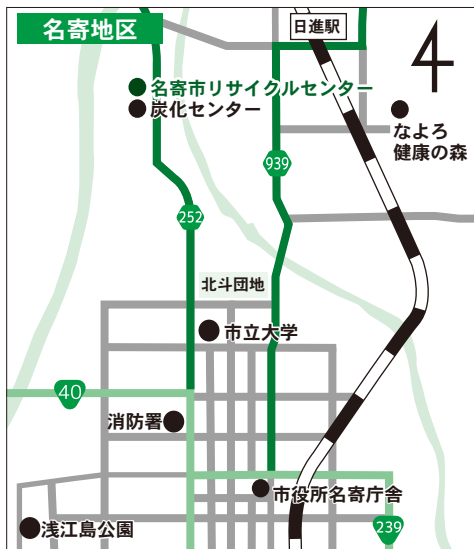 名寄地区
日進駅
名寄市リサイクルセンター
炭化センター
なよろ
健康の森
939
252
北斗団地
市立大学
40
消防署
市役所名寄庁舎
239
浅江島公園